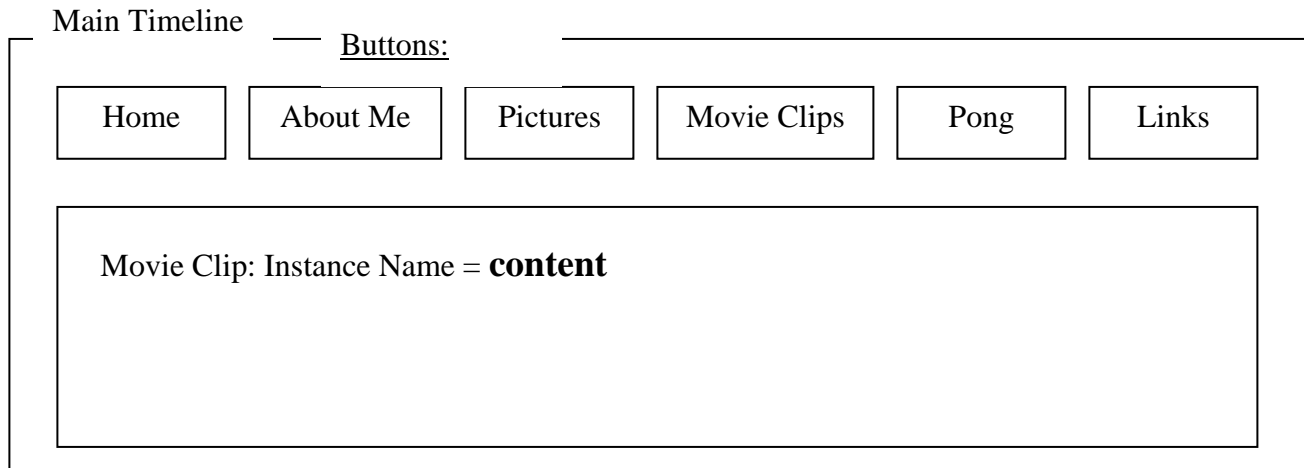 Main Timeline
Buttons:
Home About Me Pictures Movie Clips Pong Links
Movie Clip: Instance Name = content